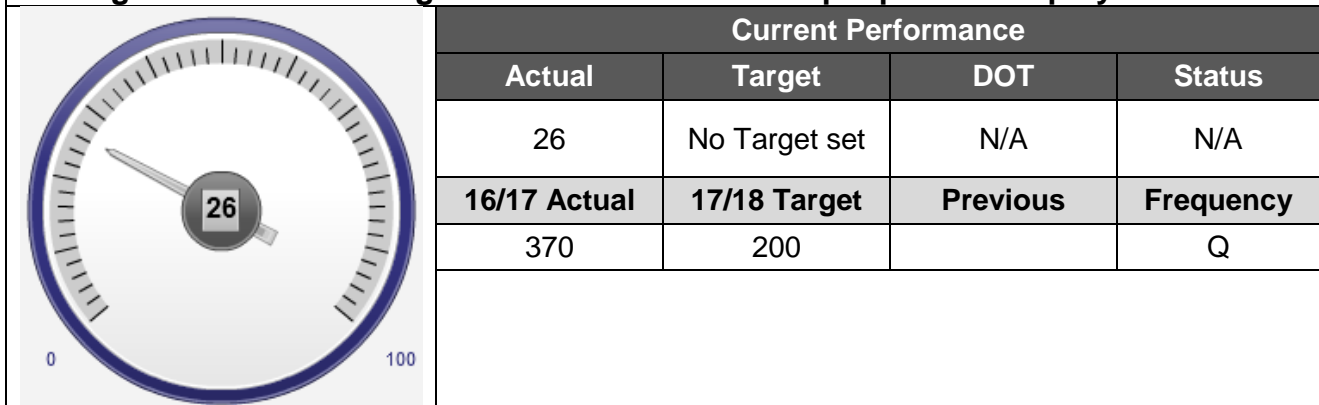 Current Performance
Actual Target DOT Status
26 No Target set N/A N/A
16/17 Actual 17/18 Target Previous Frequency
370 200 Q
26
0 100